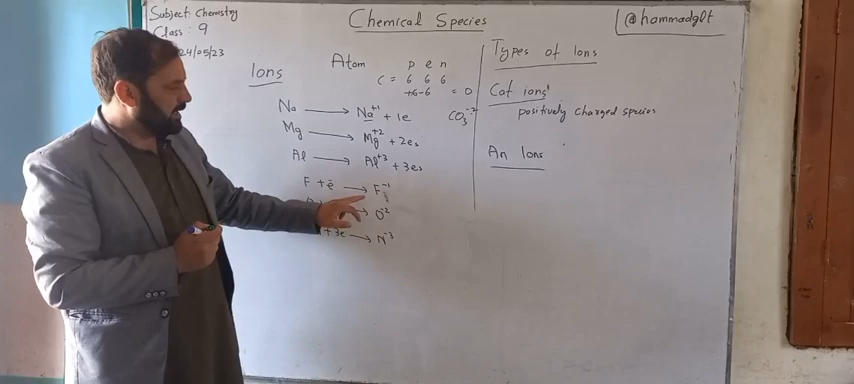 Subject: Chemistry
Class: 9
24/05/23
Chemical Species
@hammadglt
Ions
Atom
p e n
C = 6 6 6
+6-6 = 0
Na → Na⁺¹ + 1e
Mg → Mg⁺² + 2es
Al → Al⁺³ + 3es
CO₃⁻²
F + e → F⁻¹
→ O⁻²
+3e → N⁻³
Types of Ions
Cat ions
positively charged species
An Ions